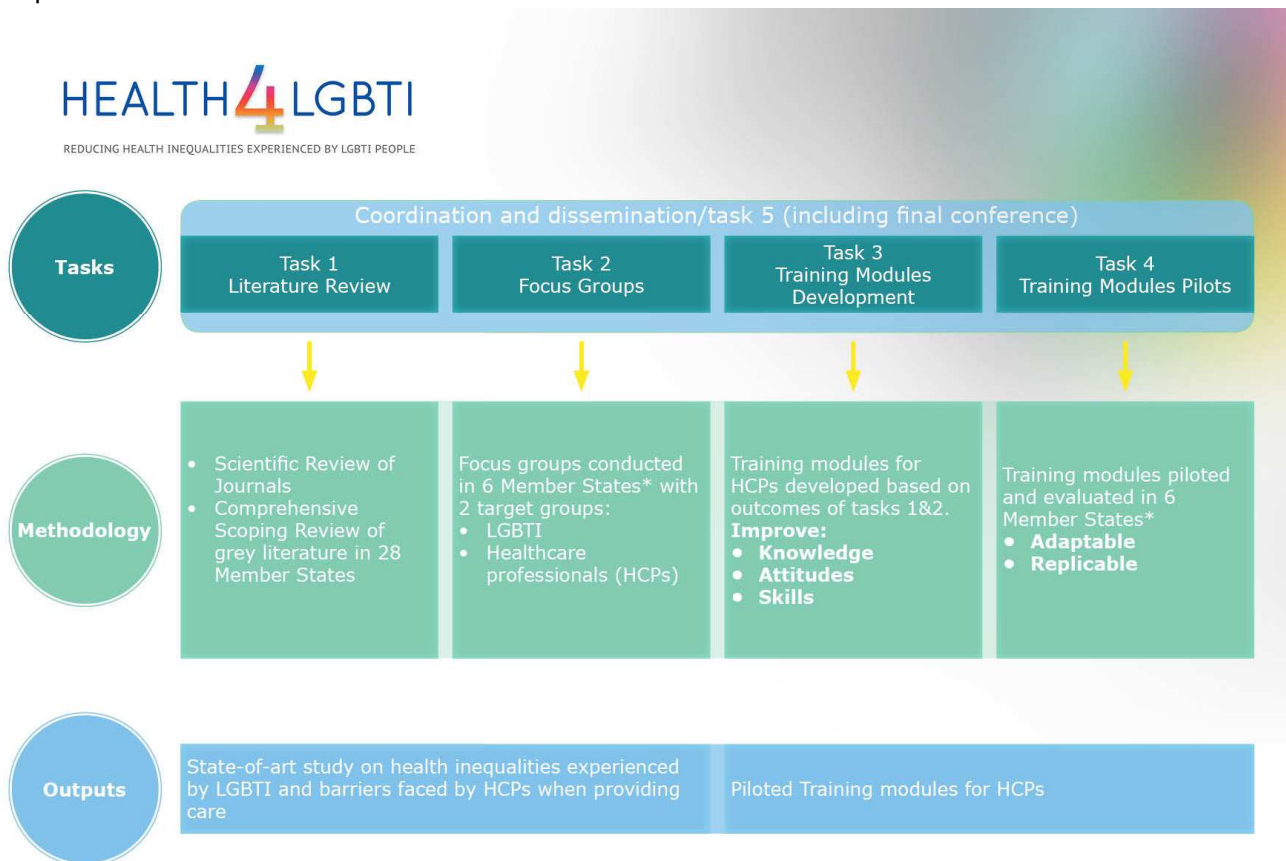 HEALTH4LGBTI
REDUCING HEALTH INEQUALITIES EXPERIENCED BY LGBTI PEOPLE
Tasks
Coordination and dissemination/task 5 (including final conference)
Task 1
Literature Review
Task 2
Focus Groups
Task 3
Training Modules
Development
Task 4
Training Modules Pilots
Methodology
• Scientific Review of
Journals
• Comprehensive
Scoping Review of
grey literature in 28
Member States
Focus groups conducted
in 6 Member States* with
2 target groups:
• LGBTI
• Healthcare
professionals (HCPs)
Training modules for
HCPs developed based on
outcomes of tasks 1&2.
Improve:
• Knowledge
• Attitudes
• Skills
Training modules piloted
and evaluated in 6
Member States*
• Adaptable
• Replicable
Outputs
State-of-art study on health inequalities experienced
by LGBTI and barriers faced by HCPs when providing
care
Piloted Training modules for HCPs